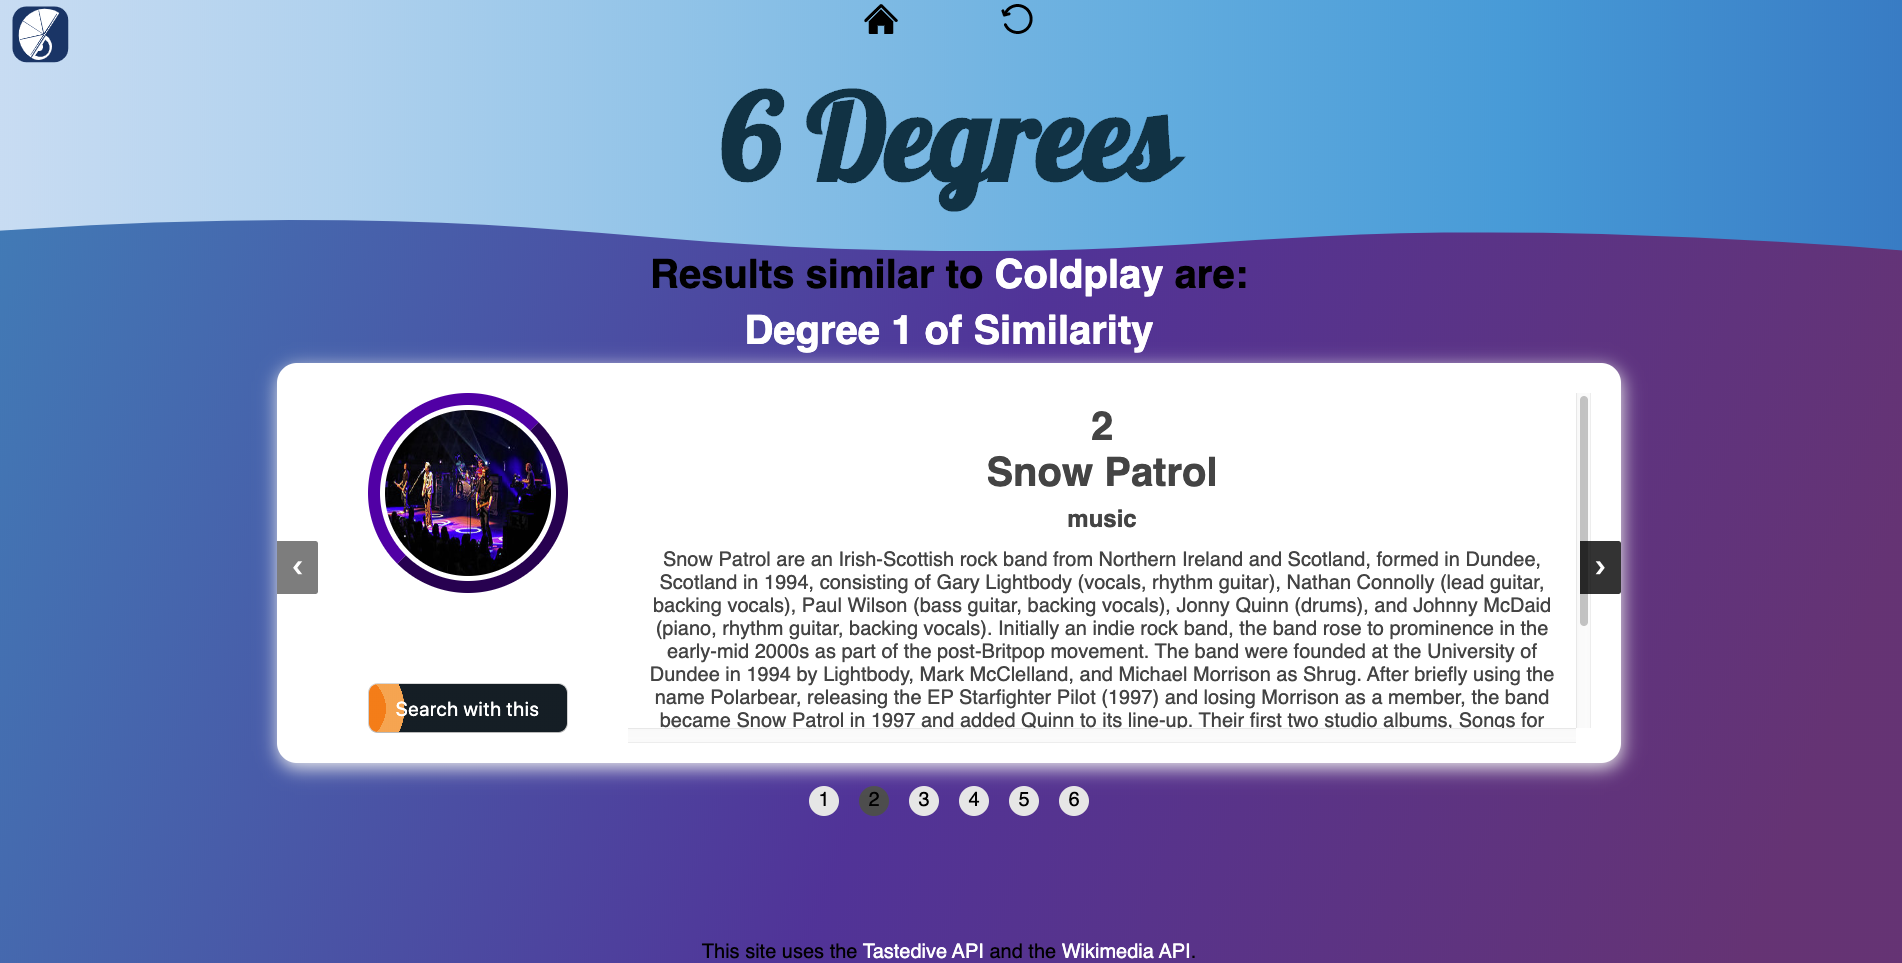 6 Degrees
Results similar to Coldplay are:
Degree 1 of Similarity
2
Snow Patrol
music
Snow Patrol are an Irish-Scottish rock band from Northern Ireland and Scotland, formed in Dundee,
Scotland in 1994, consisting of Gary Lightbody (vocals, rhythm guitar), Nathan Connolly (lead guitar,
backing vocals), Paul Wilson (bass guitar, backing vocals), Jonny Quinn (drums), and Johnny McDaid
(piano, rhythm guitar, backing vocals). Initially an indie rock band, the band rose to prominence in the
early-mid 2000s as part of the post-Britpop movement. The band were founded at the University of
Dundee in 1994 by Lightbody, Mark McClelland, and Michael Morrison as Shrug. After briefly using the
name Polarbear, releasing the EP Starfighter Pilot (1997) and losing Morrison as a member, the band
became Snow Patrol in 1997 and added Quinn to its line-up. Their first two studio albums, Songs for
‹
›
Search with this
1 2 3 4 5 6
This site uses the Tastedive API and the Wikimedia API.